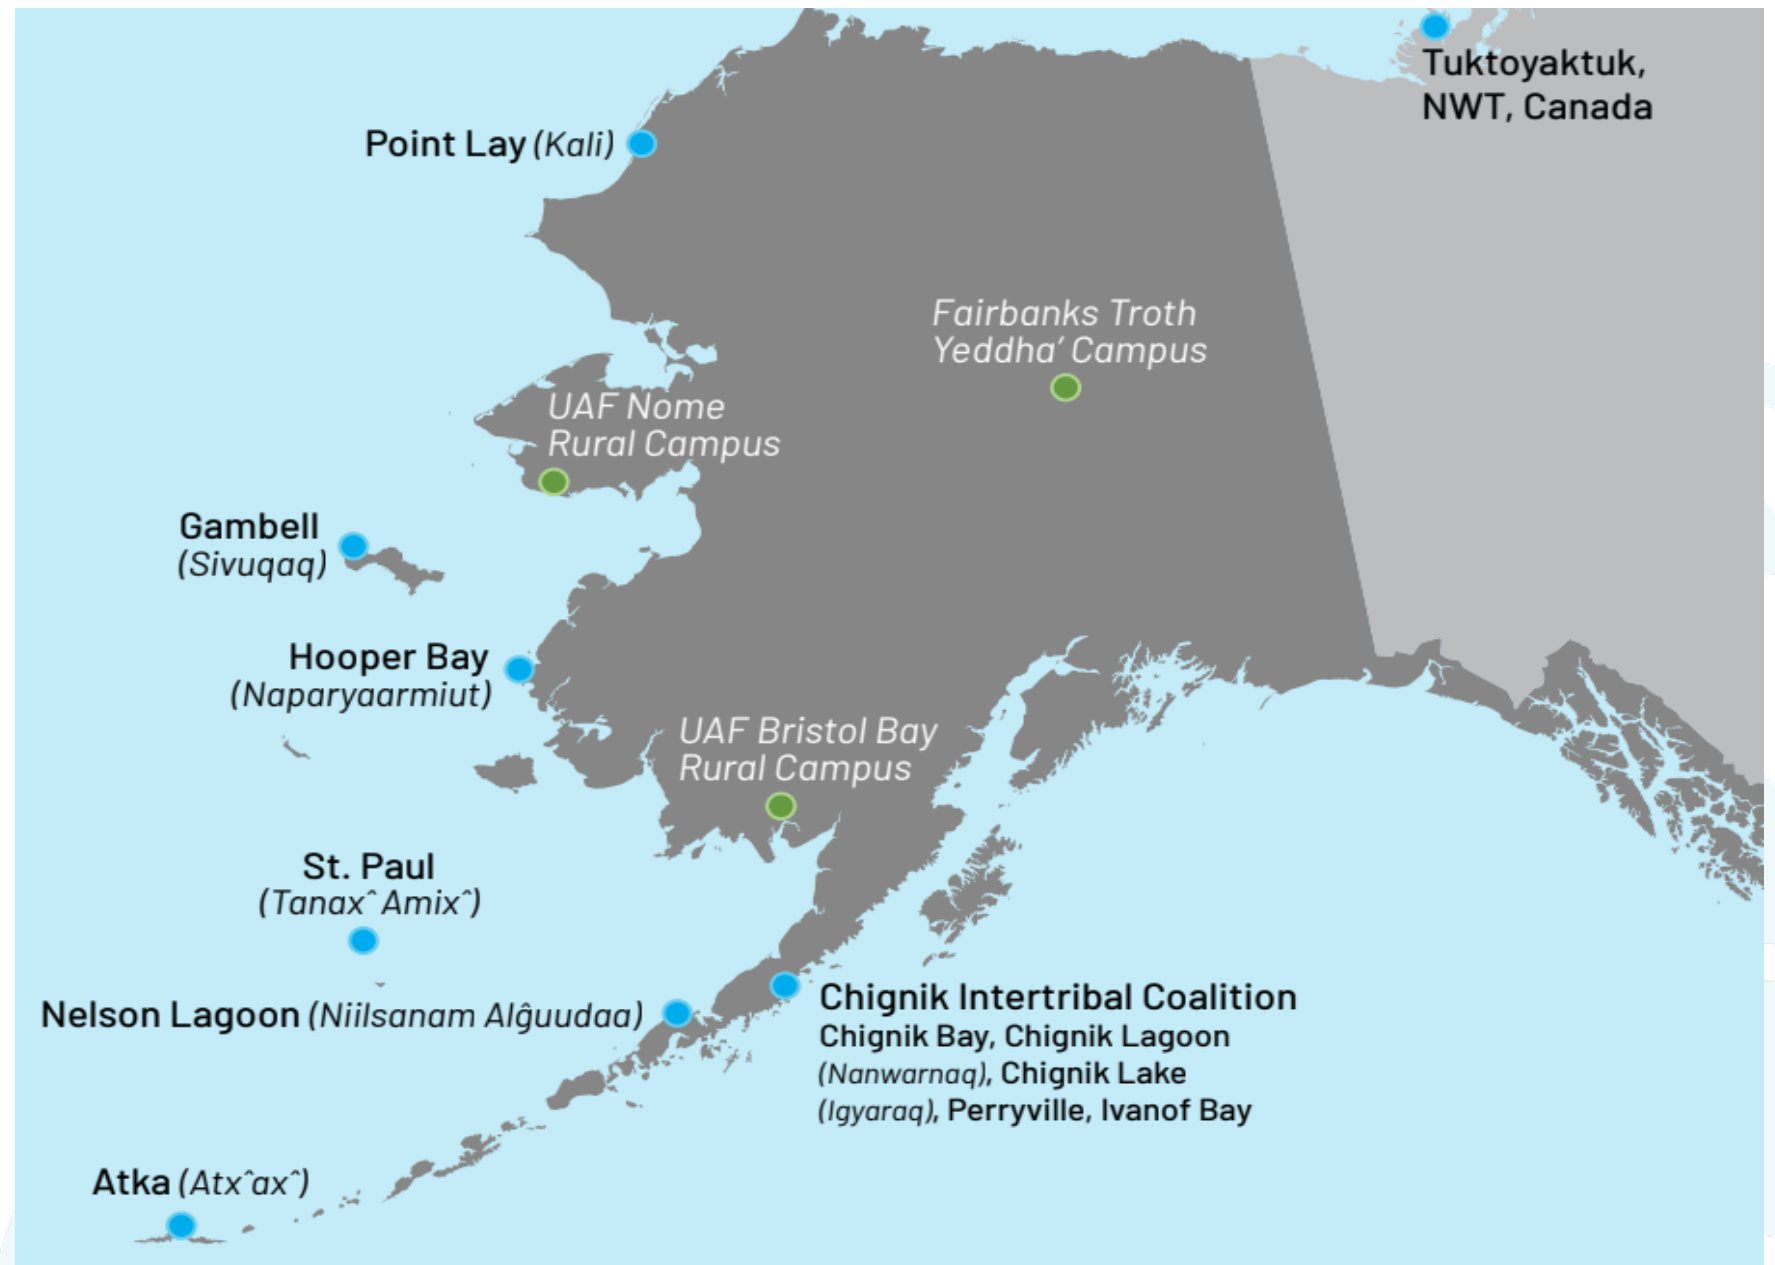 Tuktoyaktuk,
NWT, Canada
Point Lay (Kali)
Fairbanks Troth
Yeddha’ Campus
UAF Nome
Rural Campus
Gambell
(Sivuqaq)
Hooper Bay
(Naparyaarmiut)
UAF Bristol Bay
Rural Campus
St. Paul
(Tanaxˆ Amixˆ)
Nelson Lagoon (Niilsanam Alĝuudaa)
Chignik Intertribal Coalition
Chignik Bay, Chignik Lagoon
(Nanwarnaq), Chignik Lake
(Igyaraq), Perryville, Ivanof Bay
Atka (Atxˆaxˆ)